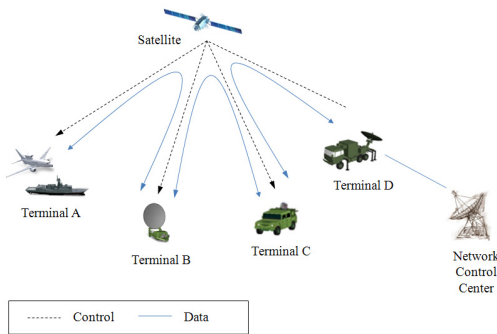 Satellite
Terminal A
Terminal B
Terminal C
Terminal D
Network
Control
Center
Control
Data